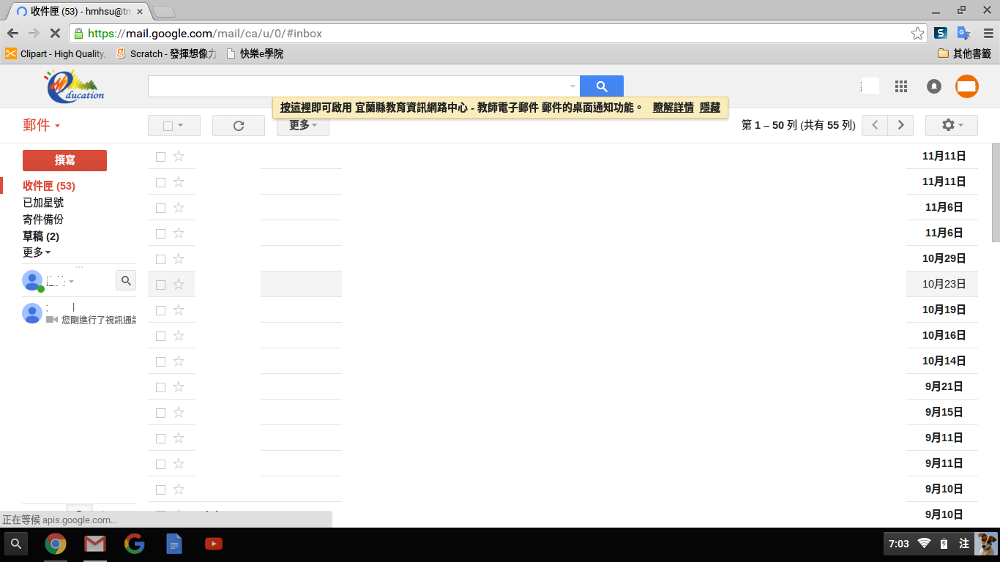 收件匣 (53) - hmhsu@tn
https://mail.google.com/mail/ca/u/0/#inbox
Clipart - High Quality, Scratch - 發揮想像力 快樂e學院 其他書籤
ducation
按這裡即可啟用 宜蘭縣教育資訊網路中心 - 教師電子郵件 郵件的桌面通知功能。 瞭解詳情 隱藏
郵件 更多 第 1 – 50 列 (共有 55 列)
撰寫
收件匣 (53)
已加星號
寄件備份
草稿 (2)
更多
您剛進行了視訊通話
11月11日
11月11日
11月6日
11月6日
10月29日
10月23日
10月19日
10月16日
10月14日
9月21日
9月15日
9月11日
9月11日
9月10日
9月10日
正在等候 apis.google.com...
7:03 注